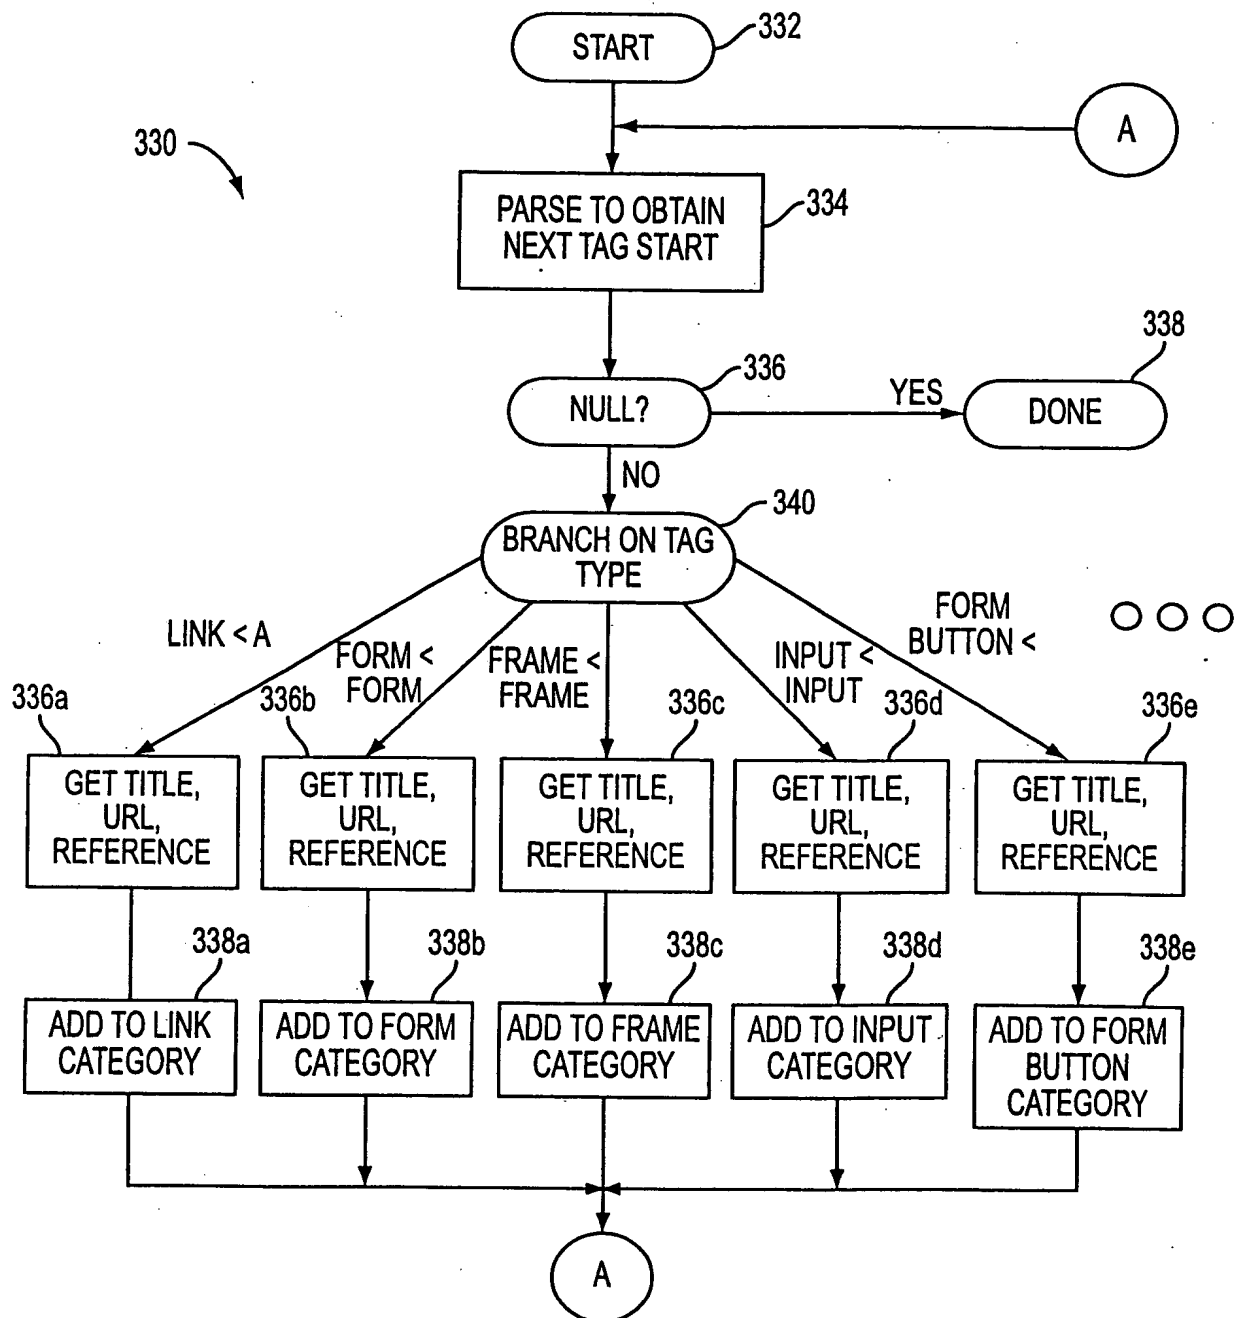 START
332
A
330
PARSE TO OBTAIN
NEXT TAG START
334
NULL?
336
YES
338
DONE
NO
340
BRANCH ON TAG
TYPE
LINK < A
FORM <
FORM
FRAME <
FRAME
INPUT <
INPUT
FORM
BUTTON <
336a
336b
336c
336d
336e
GET TITLE,
URL,
REFERENCE
GET TITLE,
URL,
REFERENCE
GET TITLE,
URL,
REFERENCE
GET TITLE,
URL,
REFERENCE
GET TITLE,
URL,
REFERENCE
338a
338b
338c
338d
338e
ADD TO LINK
CATEGORY
ADD TO FORM
CATEGORY
ADD TO FRAME
CATEGORY
ADD TO INPUT
CATEGORY
ADD TO FORM
BUTTON
CATEGORY
A